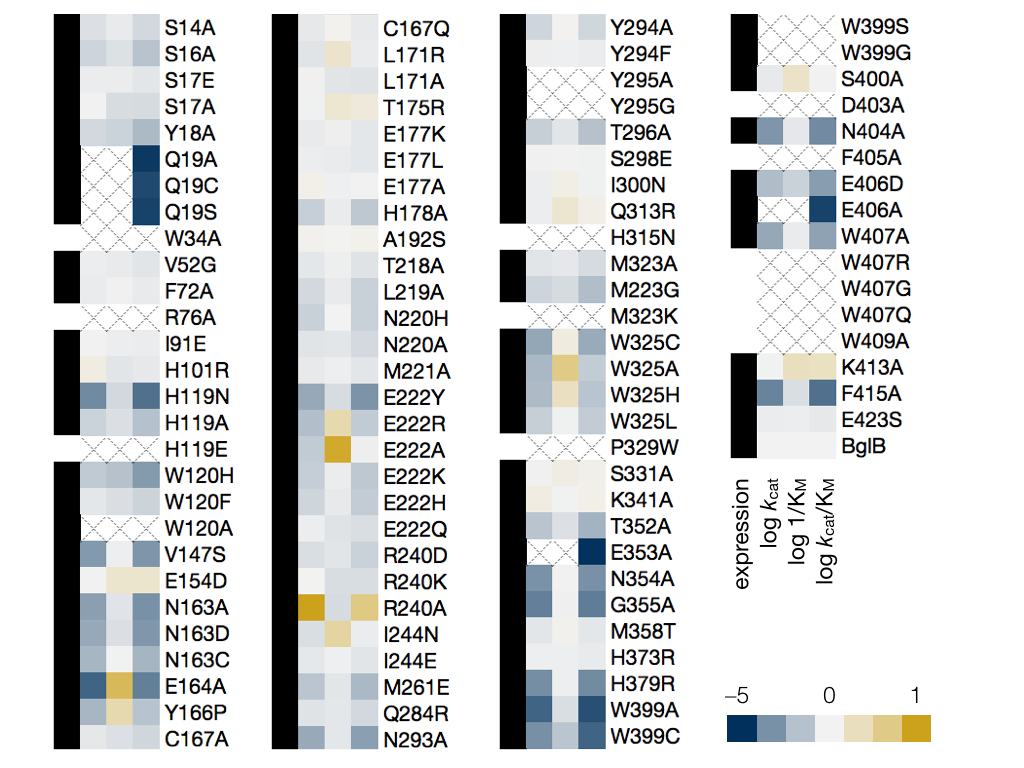 S14A
S16A
S17E
S17A
Y18A
Q19A
Q19C
Q19S
W34A
V52G
F72A
R76A
I91E
H101R
H119N
H119A
H119E
W120H
W120F
W120A
V147S
E154D
N163A
N163D
N163C
E164A
Y166P
C167A
C167Q
L171R
L171A
T175R
E177K
E177L
E177A
H178A
A192S
T218A
L219A
N220H
N220A
M221A
E222Y
E222R
E222A
E222K
E222H
E222Q
R240D
R240K
R240A
I244N
I244E
M261E
Q284R
N293A
Y294A
Y294F
Y295A
Y295G
T296A
S298E
I300N
Q313R
H315N
M323A
M223G
M323K
W325C
W325A
W325H
W325L
P329W
S331A
K341A
T352A
E353A
N354A
G355A
M358T
H373R
H379R
W399A
W399C
W399S
W399G
S400A
D403A
N404A
F405A
E406D
E406A
W407A
W407R
W407G
W407Q
W409A
K413A
F415A
E423S
BglB
expression
log kcat
log 1/KM
log kcat/KM
−5 0 1